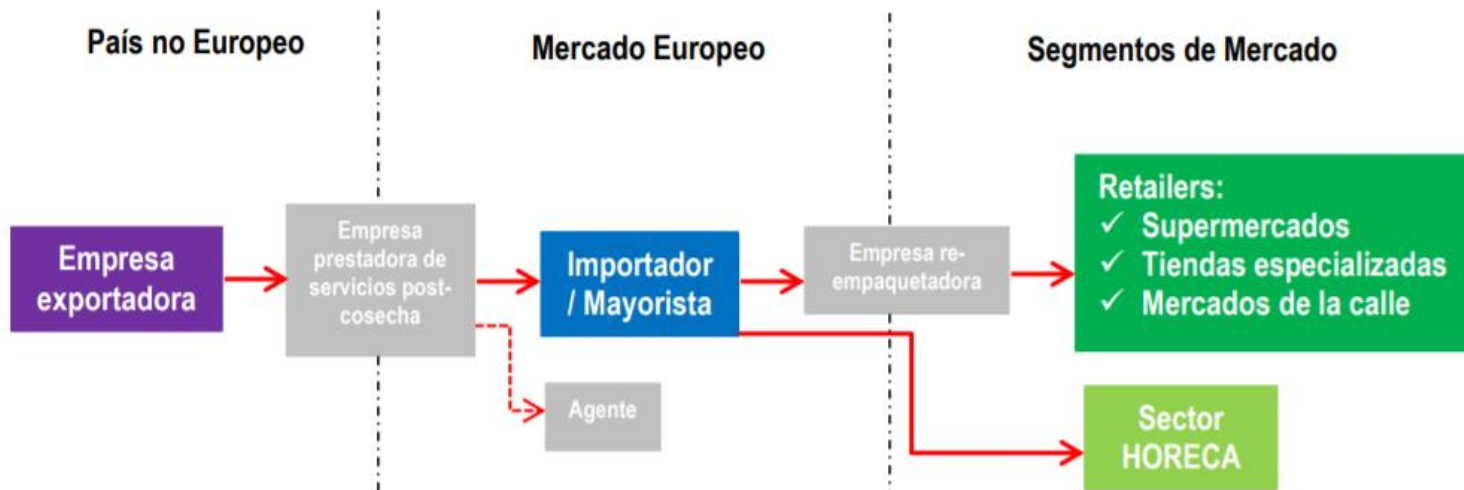 País no Europeo
Mercado Europeo
Segmentos de Mercado
Empresa
exportadora
Empresa
prestadora de
servicios post-
cosecha
Agente
Importador
/ Mayorista
Empresa re-
empaquetadora
Retailers:
✓ Supermercados
✓ Tiendas especializadas
✓ Mercados de la calle
Sector
HORECA